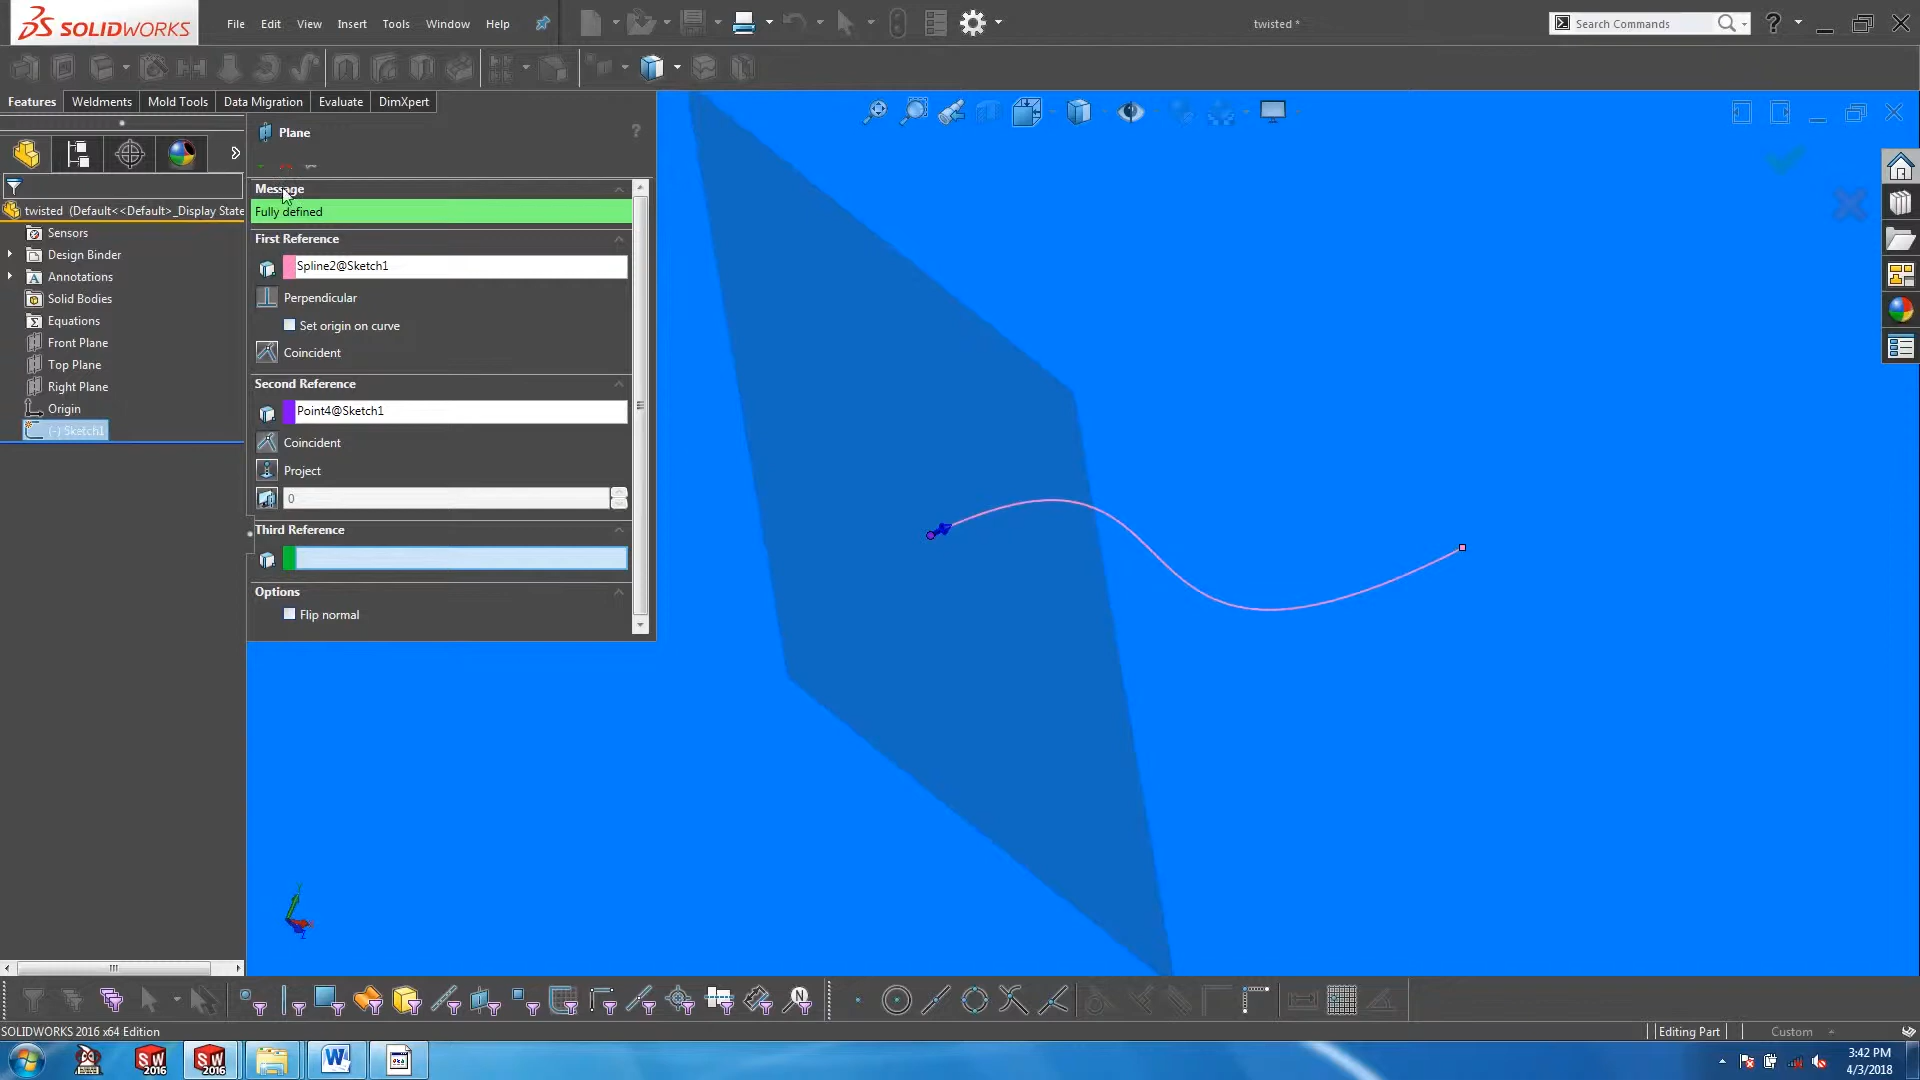 SOLIDWORKS
File Edit View Insert Tools Window Help
twisted *
Search Commands
?
Features Weldments Mold Tools Data Migration Evaluate DimXpert
Plane
?
Message
Fully defined
First Reference
Spline2@Sketch1
Perpendicular
Set origin on curve
Coincident
Second Reference
Point4@Sketch1
Coincident
Project
0
Third Reference
Options
Flip normal
twisted (Default<<Default>_Display State
Sensors
Design Binder
A Annotations
Solid Bodies
Equations
Front Plane
Top Plane
Right Plane
Origin
(-) Sketch1
SOLIDWORKS 2016 x64 Edition
Editing Part
Custom
SW 2016
SW 2016
W
3:42 PM
4/3/2018